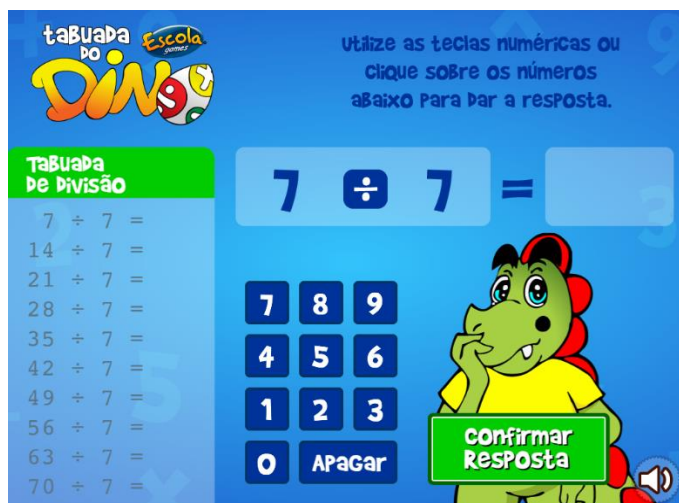 tabuada
do
Dino
Escola
games
Utilize as teclas numéricas ou
clique sobre os números
abaixo para dar a resposta.
Tabuada
de Divisão
7 ÷ 7 =
14 ÷ 7 =
21 ÷ 7 =
28 ÷ 7 =
35 ÷ 7 =
42 ÷ 7 =
49 ÷ 7 =
56 ÷ 7 =
63 ÷ 7 =
70 ÷ 7 =
7 ÷ 7 =
7 8 9
4 5 6
1 2 3
0 Apagar
Confirmar
Resposta